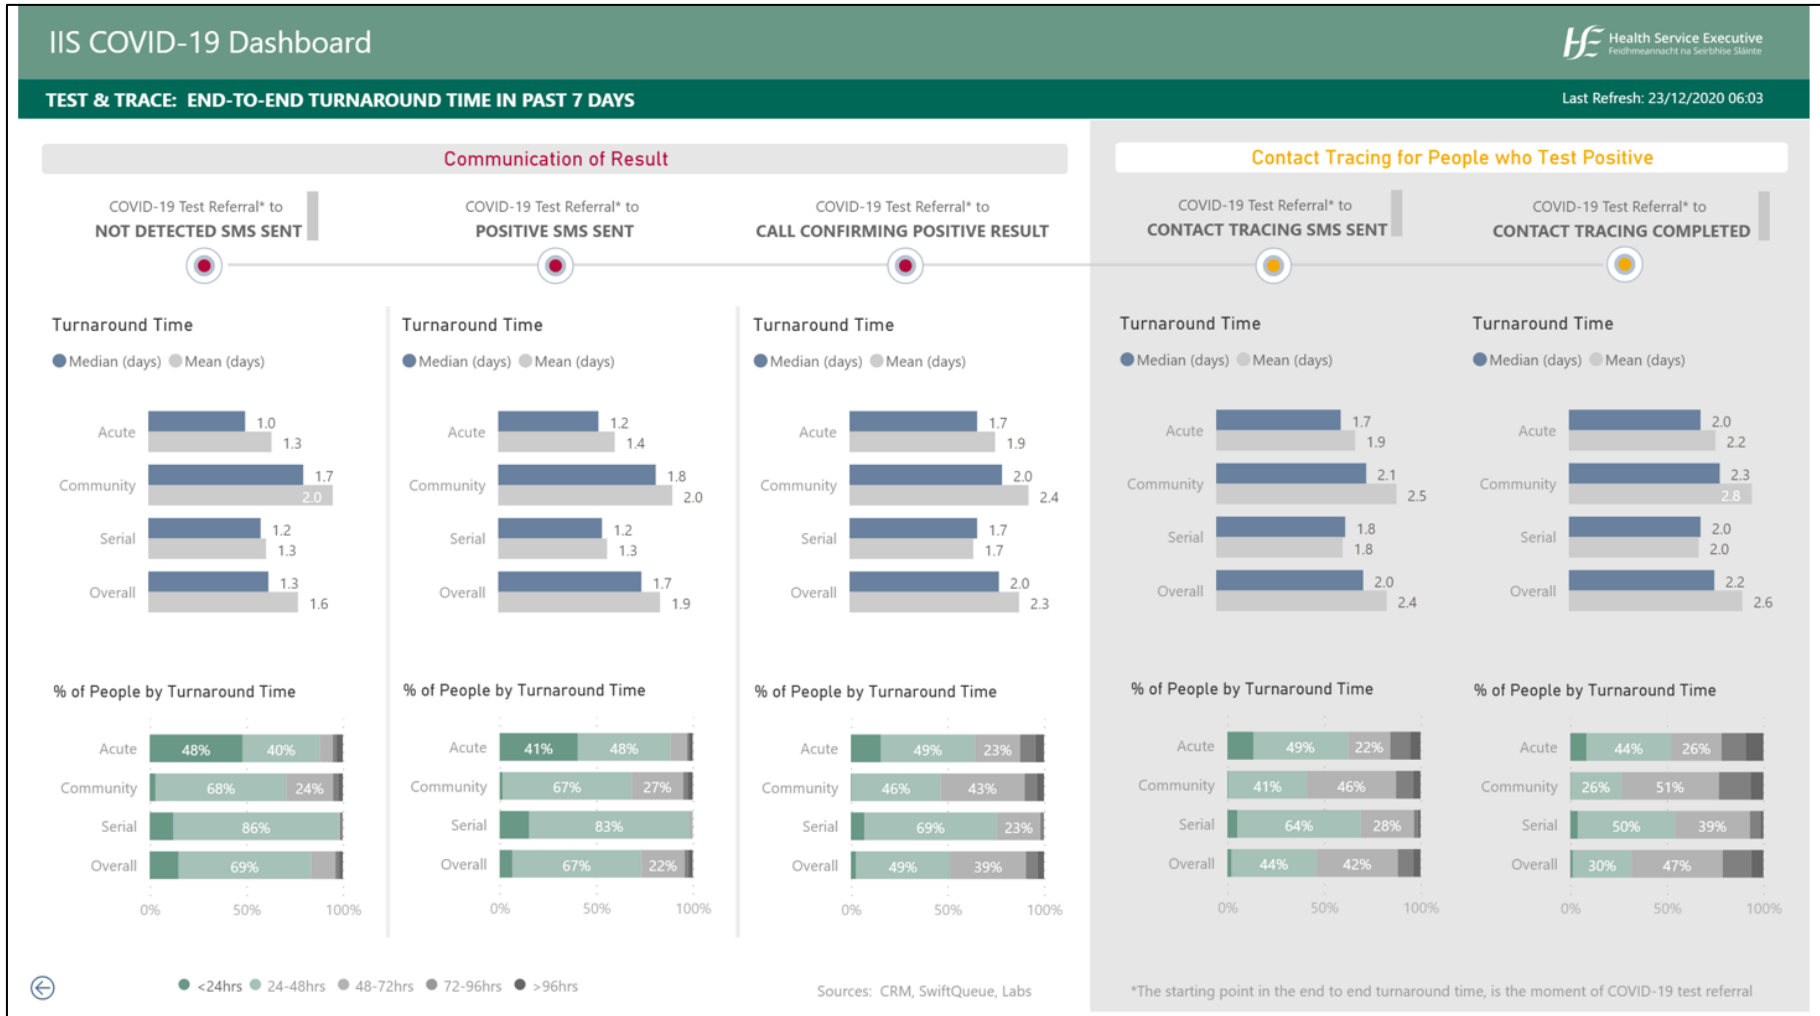 IIS COVID-19 Dashboard
Health Service Executive
Feidhmeannacht na Seirbhíse Sláinte
TEST & TRACE: END-TO-END TURNAROUND TIME IN PAST 7 DAYS
Last Refresh: 23/12/2020 06:03
Communication of Result
COVID-19 Test Referral* to
NOT DETECTED SMS SENT
Turnaround Time
Median (days) Mean (days)
Acute 1.0 1.3
Community 1.7 2.0
Serial 1.2 1.3
Overall 1.3 1.6
% of People by Turnaround Time
Acute 48% 40%
Community 68% 24%
Serial 86%
Overall 69%
0% 50% 100%
COVID-19 Test Referral* to
POSITIVE SMS SENT
Turnaround Time
Median (days) Mean (days)
Acute 1.2 1.4
Community 1.8 2.0
Serial 1.2 1.3
Overall 1.7 1.9
% of People by Turnaround Time
Acute 41% 48%
Community 67% 27%
Serial 83%
Overall 67% 22%
0% 50% 100%
COVID-19 Test Referral* to
CALL CONFIRMING POSITIVE RESULT
Turnaround Time
Median (days) Mean (days)
Acute 1.7 1.9
Community 2.0 2.4
Serial 1.7 1.7
Overall 2.0 2.3
% of People by Turnaround Time
Acute 49% 23%
Community 46% 43%
Serial 69% 23%
Overall 49% 39%
0% 50% 100%
Contact Tracing for People who Test Positive
COVID-19 Test Referral* to
CONTACT TRACING SMS SENT
Turnaround Time
Median (days) Mean (days)
Acute 1.7 1.9
Community 2.1 2.5
Serial 1.8 1.8
Overall 2.0 2.4
% of People by Turnaround Time
Acute 49% 22%
Community 41% 46%
Serial 64% 28%
Overall 44% 42%
0% 50% 100%
COVID-19 Test Referral* to
CONTACT TRACING COMPLETED
Turnaround Time
Median (days) Mean (days)
Acute 2.0 2.2
Community 2.3 2.8
Serial 2.0 2.0
Overall 2.2 2.6
% of People by Turnaround Time
Acute 44% 26%
Community 26% 51%
Serial 50% 39%
Overall 30% 47%
0% 50% 100%
<24hrs 24-48hrs 48-72hrs 72-96hrs >96hrs
Sources: CRM, SwiftQueue, Labs
*The starting point in the end to end turnaround time, is the moment of COVID-19 test referral